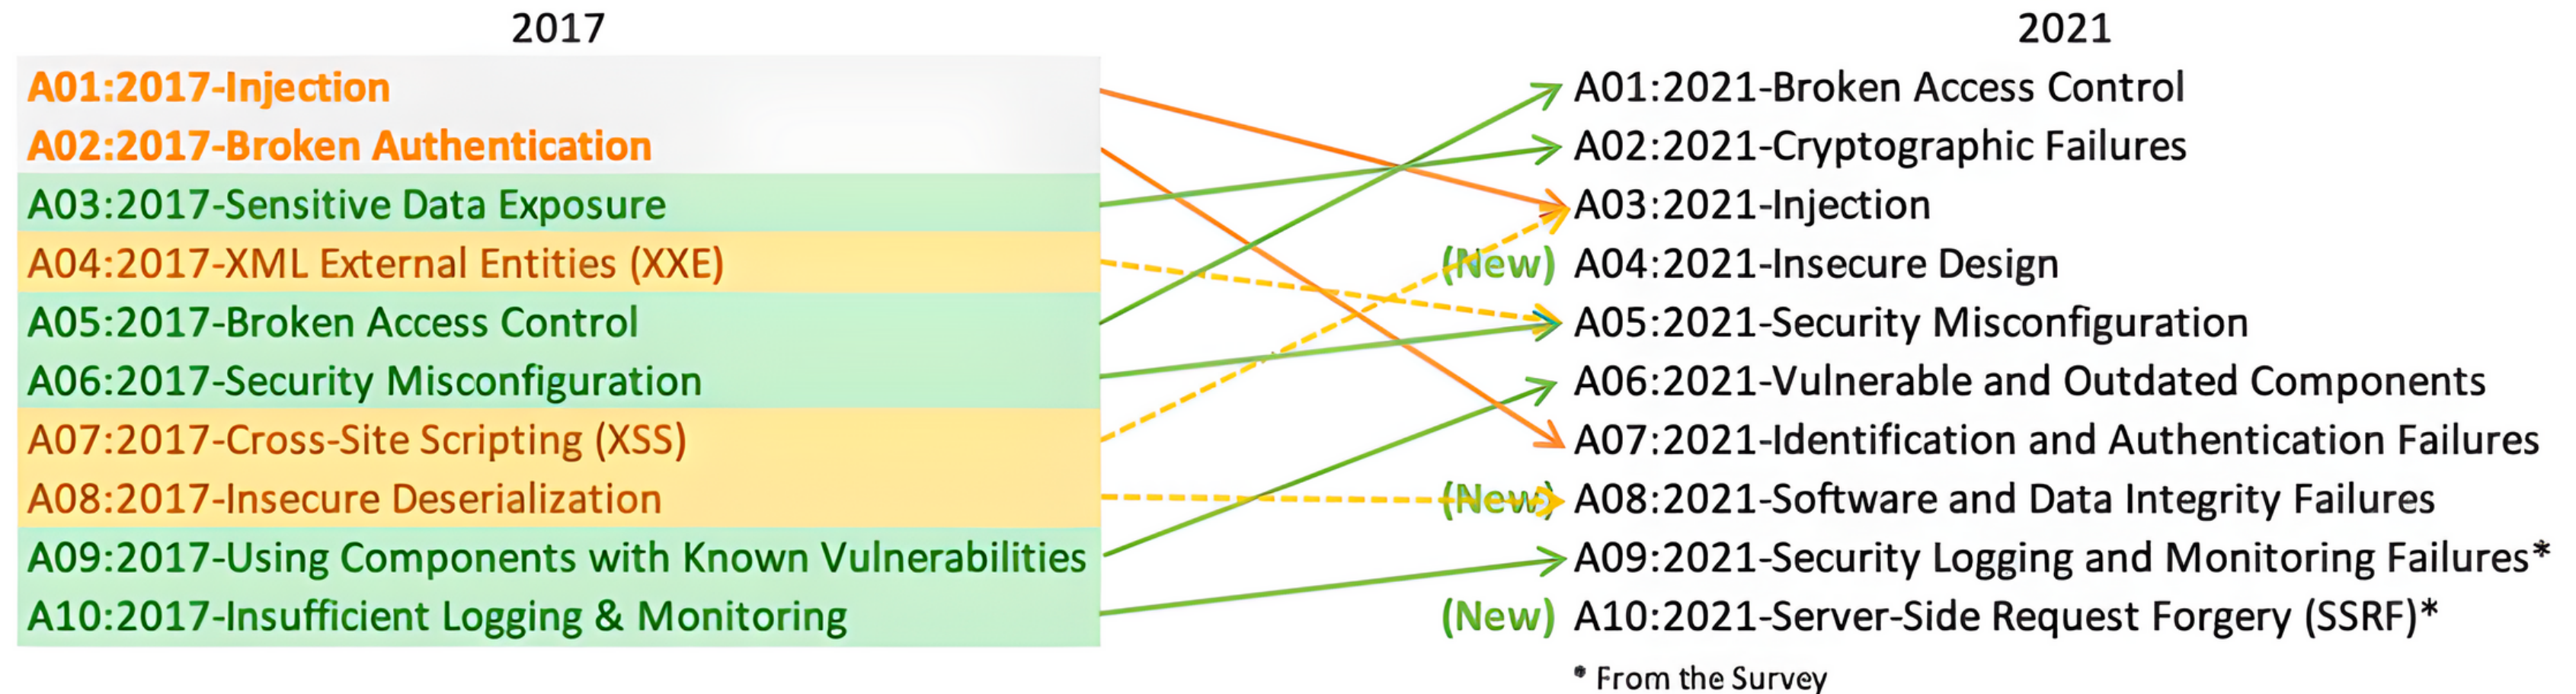 2017
A01:2017-Injection
A02:2017-Broken Authentication
A03:2017-Sensitive Data Exposure
A04:2017-XML External Entities (XXE)
A05:2017-Broken Access Control
A06:2017-Security Misconfiguration
A07:2017-Cross-Site Scripting (XSS)
A08:2017-Insecure Deserialization
A09:2017-Using Components with Known Vulnerabilities
A10:2017-Insufficient Logging & Monitoring
2021
A01:2021-Broken Access Control
A02:2021-Cryptographic Failures
A03:2021-Injection
(New) A04:2021-Insecure Design
A05:2021-Security Misconfiguration
A06:2021-Vulnerable and Outdated Components
A07:2021-Identification and Authentication Failures
(New) A08:2021-Software and Data Integrity Failures
A09:2021-Security Logging and Monitoring Failures*
(New) A10:2021-Server-Side Request Forgery (SSRF)*
* From the Survey